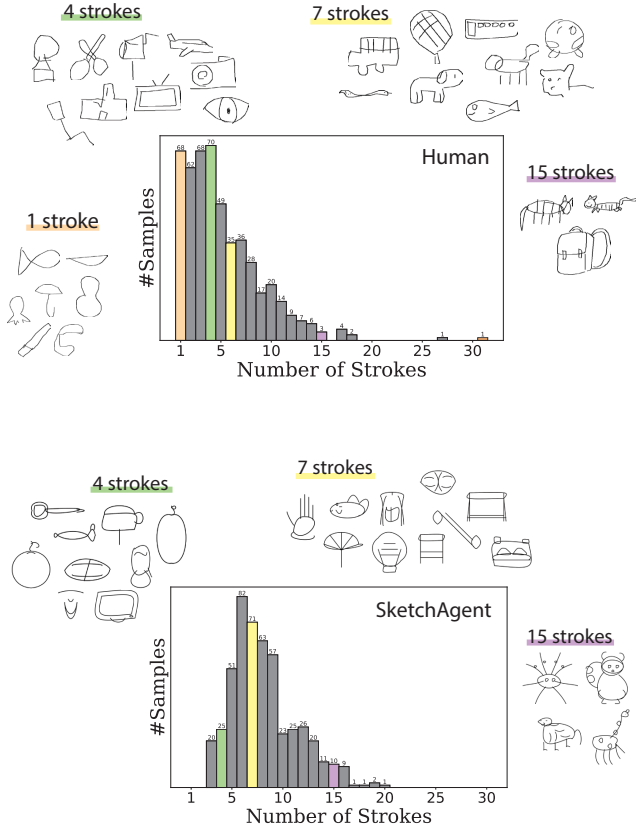 4 strokes
7 strokes
Human
15 strokes
1 stroke
68
62
68
70
49
35
36
28
17
20
14
9
7
6
3
4
2
1
1
#Samples
1 5 10 15 20 25 30
Number of Strokes
4 strokes
7 strokes
SketchAgent
15 strokes
20
25
51
82
71
63
57
23
25
26
20
11
10
9
1
1
2
1
#Samples
1 5 10 15 20 25 30
Number of Strokes